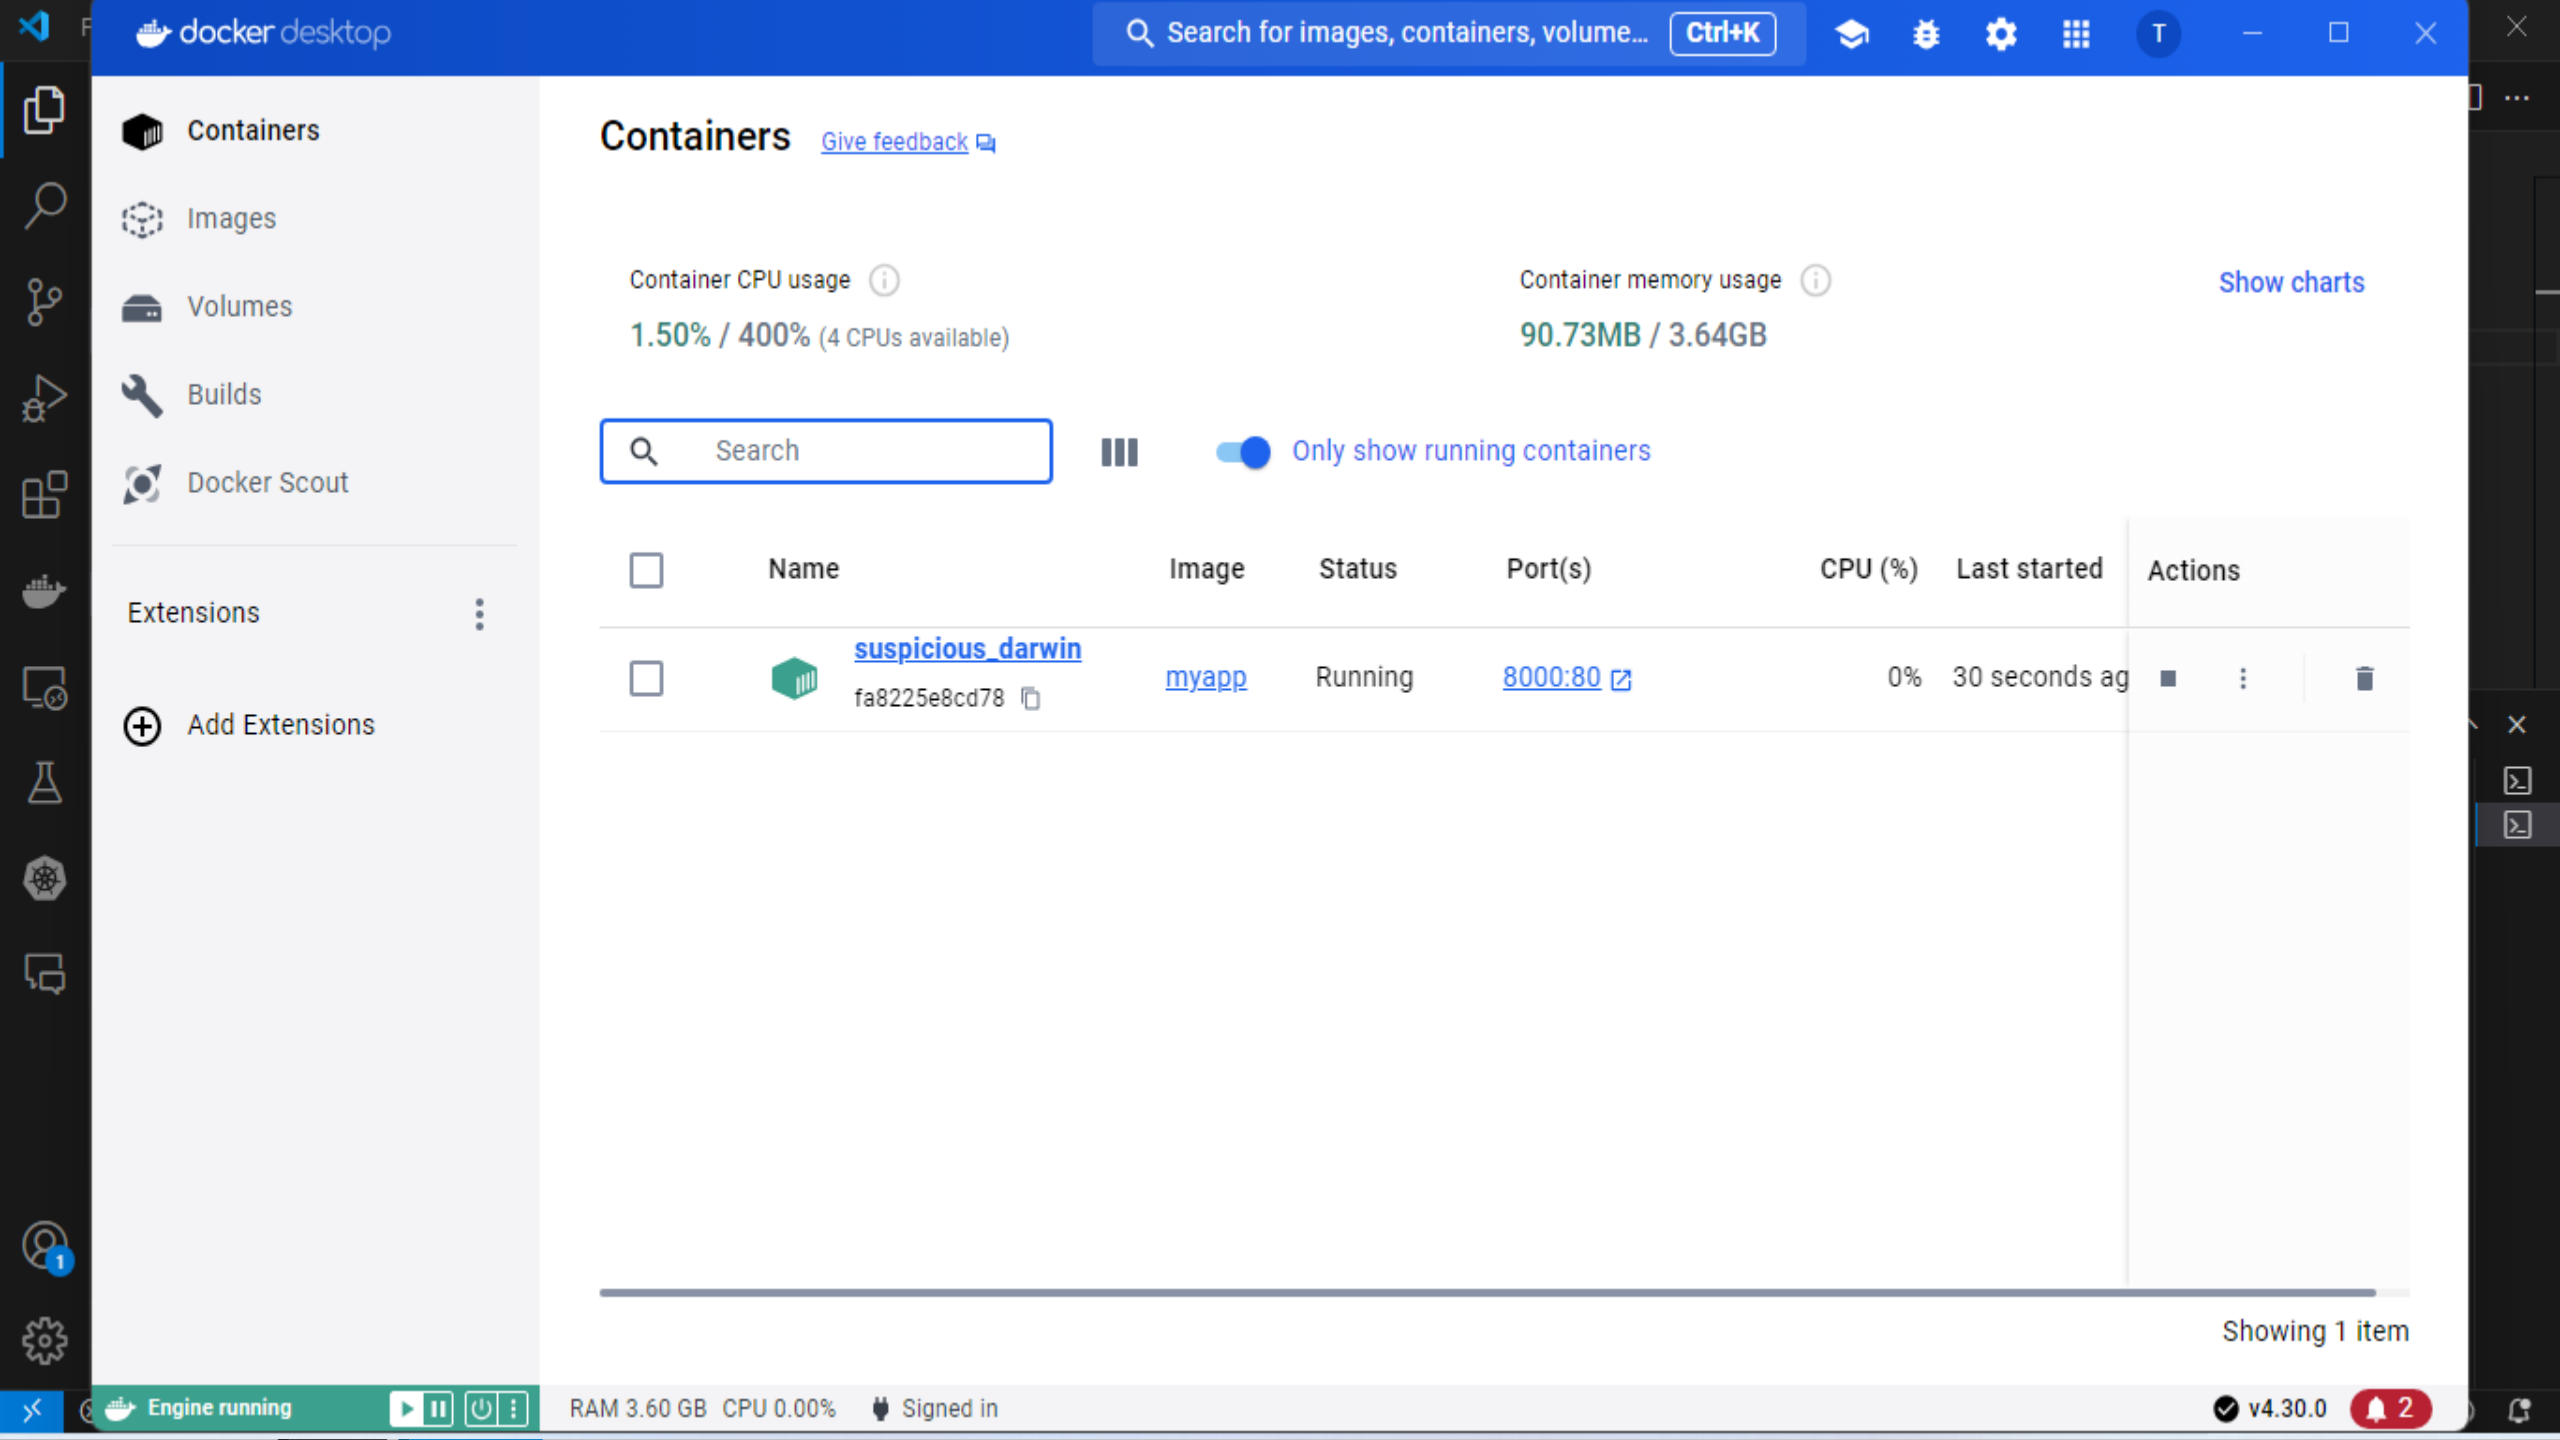 docker desktop
Search for images, containers, volume... Ctrl+K
T
Containers
Images
Volumes
Builds
Docker Scout
Extensions
Add Extensions
Containers Give feedback
Container CPU usage
1.50% / 400% (4 CPUs available)
Container memory usage
90.73MB / 3.64GB
Show charts
Search
Only show running containers
Name Image Status Port(s) CPU (%) Last started Actions
suspicious_darwin
fa8225e8cd78
myapp Running 8000:80 0% 30 seconds ag
Showing 1 item
1
Engine running
RAM 3.60 GB CPU 0.00% Signed in
v4.30.0 2